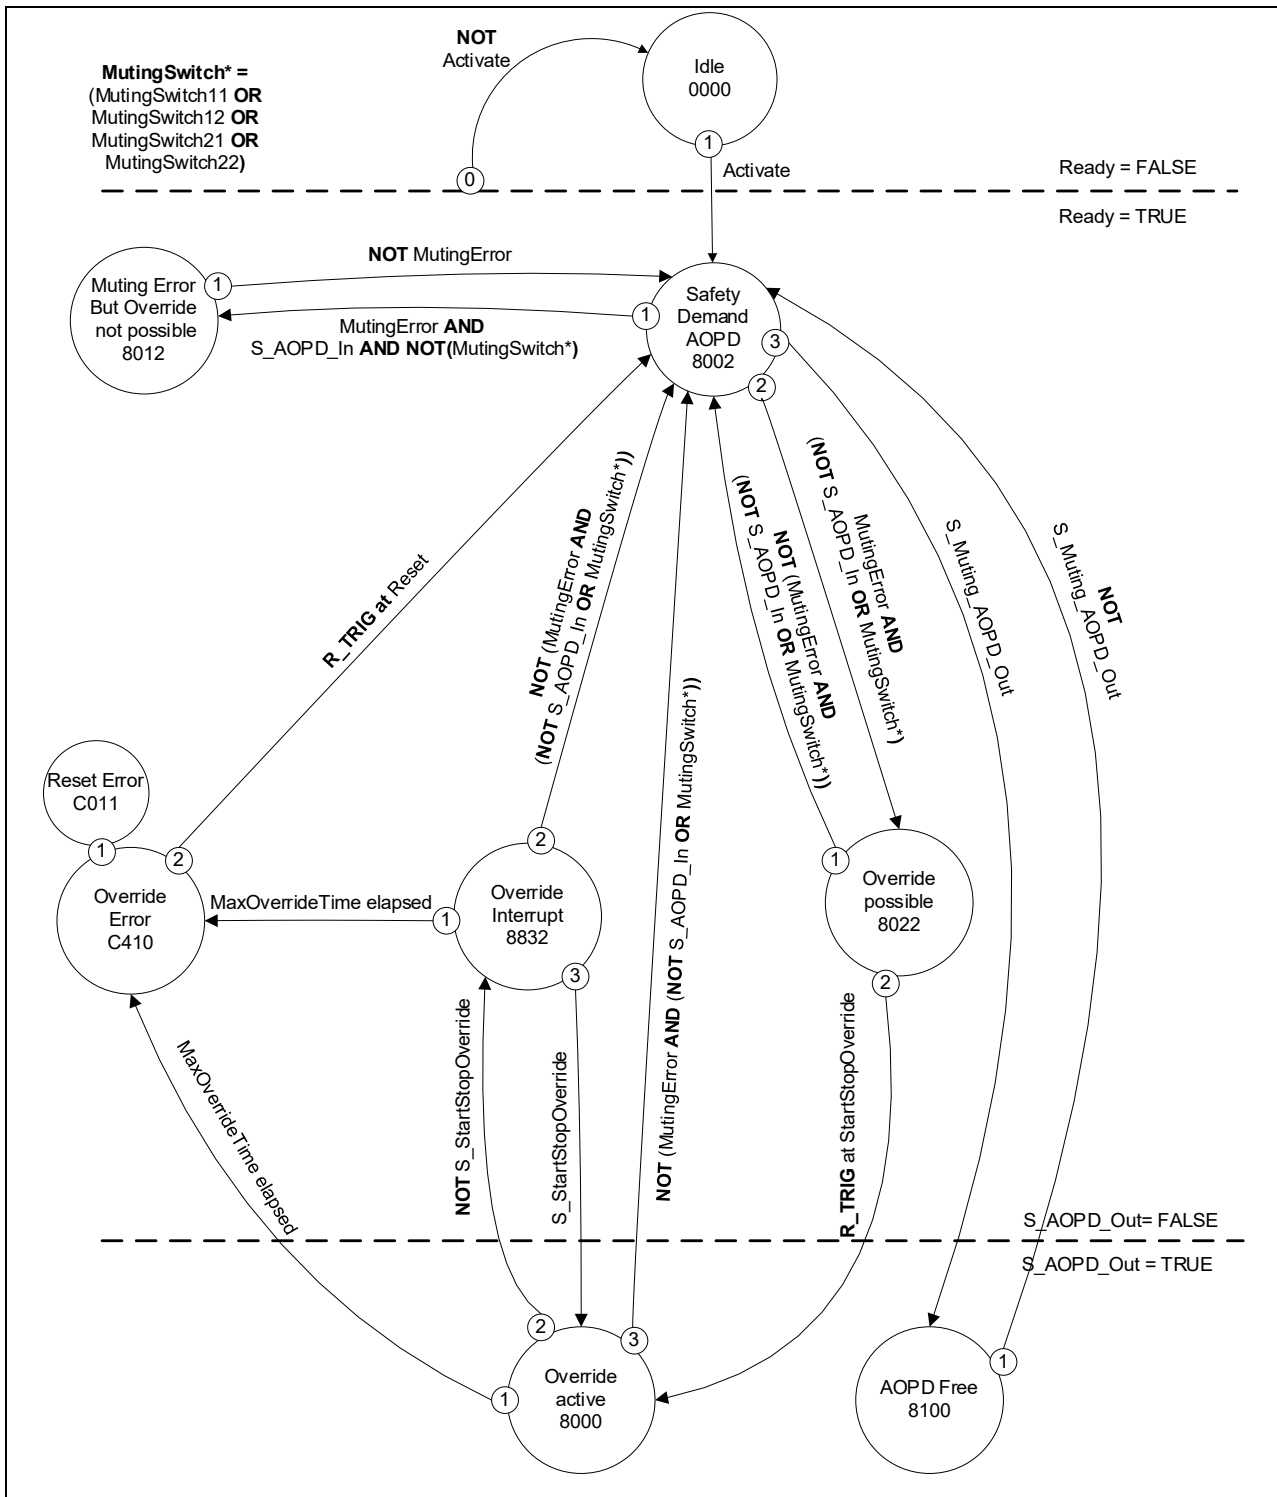 NOT
Activate
Idle
0000
MutingSwitch* =
(MutingSwitch11 OR
MutingSwitch12 OR
MutingSwitch21 OR
MutingSwitch22)
0
1
Activate
Ready = FALSE
Ready = TRUE
NOT MutingError
Muting Error
But Override
not possible
8012
1
MutingError AND
S_AOPD_In AND NOT(MutingSwitch*)
Safety
Demand
AOPD
8002
1
3
2
R_TRIG at Reset
NOT (MutingError AND
(NOT S_AOPD_In OR MutingSwitch*))
NOT (MutingError AND (NOT S_AOPD_In OR MutingSwitch*))
NOT (MutingError AND
(NOT S_AOPD_In OR MutingSwitch*))
MutingError AND
(NOT S_AOPD_In OR MutingSwitch*)
S_Muting_AOPD_Out
NOT
S_Muting_AOPD_Out
Reset Error
C011
1
2
Override
Error
C410
MaxOverrideTime elapsed
2
1
Override
Interrupt
8832
3
1
Override
possible
8022
2
MaxOverrideTime elapsed
NOT S_StartStopOverride
S_StartStopOverride
R_TRIG at StartStopOverride
S_AOPD_Out= FALSE
S_AOPD_Out = TRUE
2
3
1
Override
active
8000
1
AOPD Free
8100